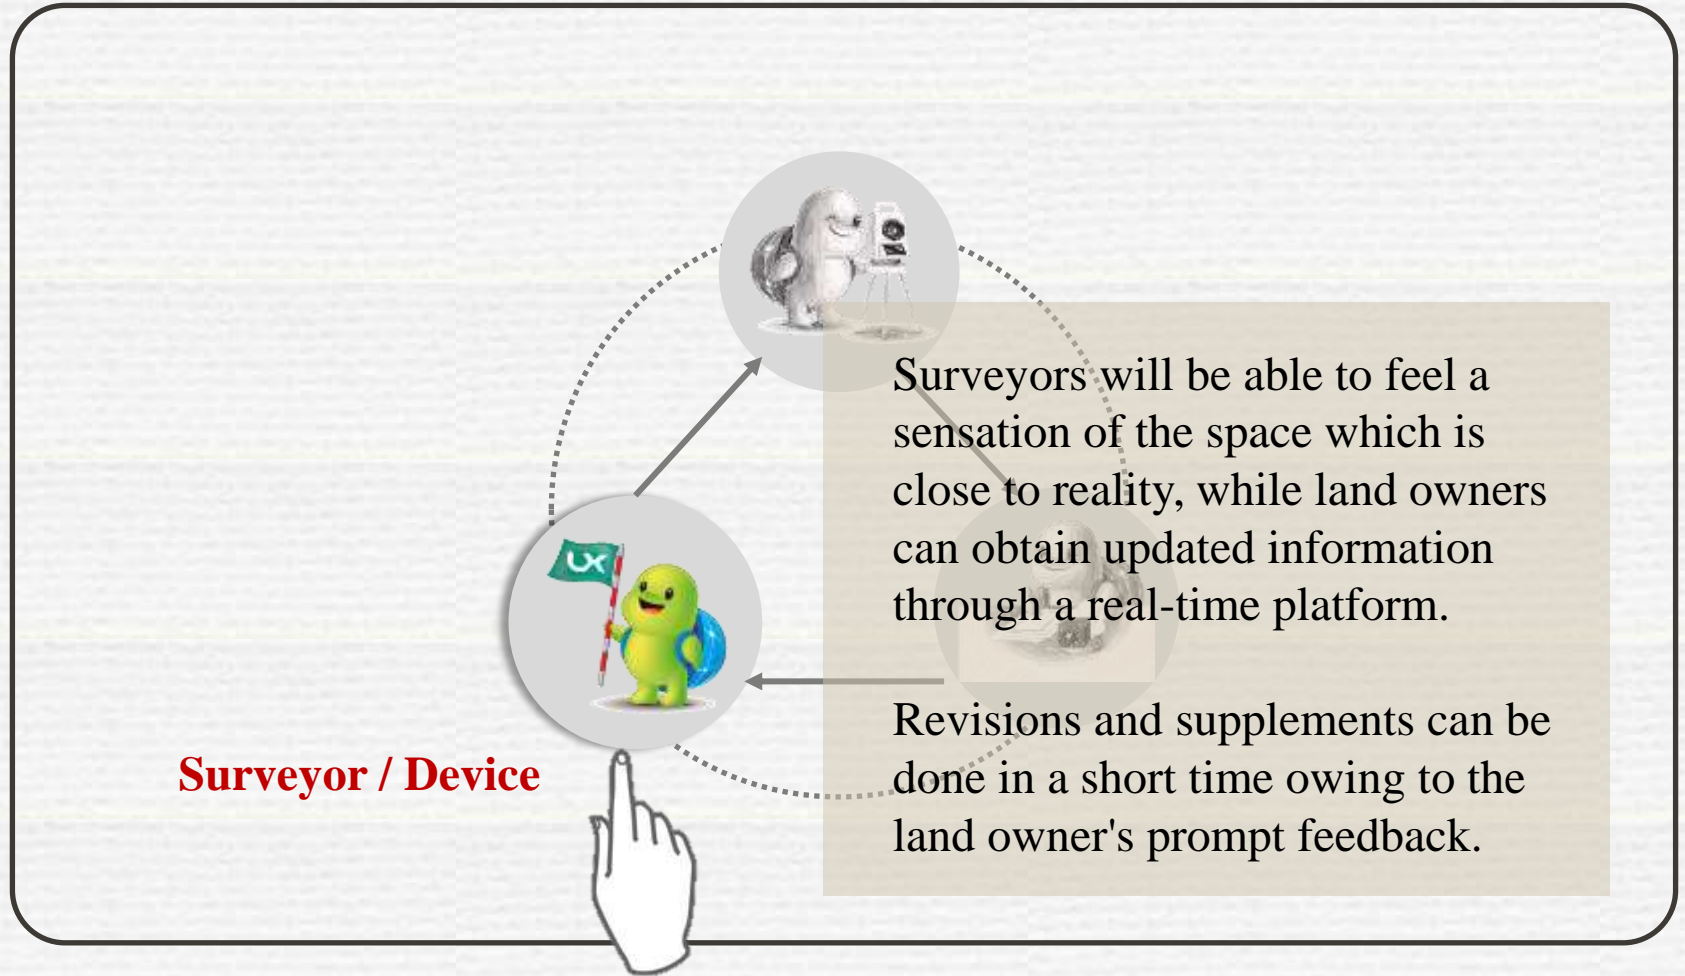 LX
Surveyors will be able to feel a
sensation of the space which is
close to reality, while land owners
can obtain updated information
through a real-time platform.
Revisions and supplements can be
done in a short time owing to the
land owner's prompt feedback.
Surveyor / Device